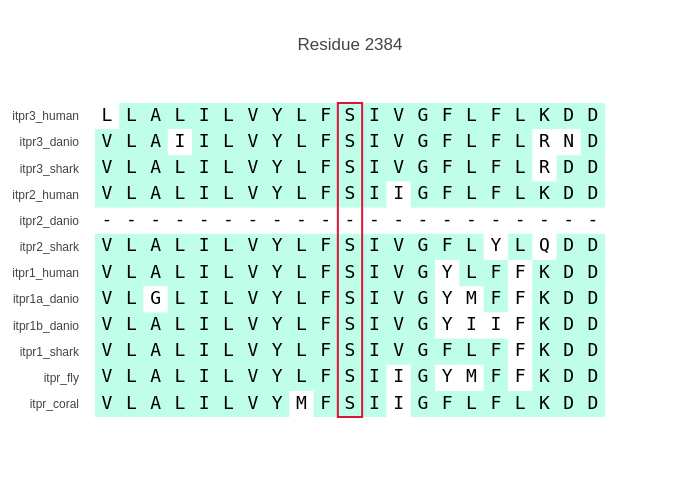 Residue 2384
itpr3_human L L A L I L V Y L F S I V G F L F L K D D
itpr3_danio V L A I I L V Y L F S I V G F L F L R N D
itpr3_shark V L A L I L V Y L F S I V G F L F L R D D
itpr2_human V L A L I L V Y L F S I I G F L F L K D D
itpr2_danio - - - - - - - - - - - - - - - - - - - - -
itpr2_shark V L A L I L V Y L F S I V G F L Y L Q D D
itpr1_human V L A L I L V Y L F S I V G Y L F F K D D
itpr1a_danio V L G L I L V Y L F S I V G Y M F F K D D
itpr1b_danio V L A L I L V Y L F S I V G Y I I F K D D
itpr1_shark V L A L I L V Y L F S I V G F L F F K D D
itpr_fly V L A L I L V Y L F S I I G Y M F F K D D
itpr_coral V L A L I L V Y M F S I I G F L F L K D D